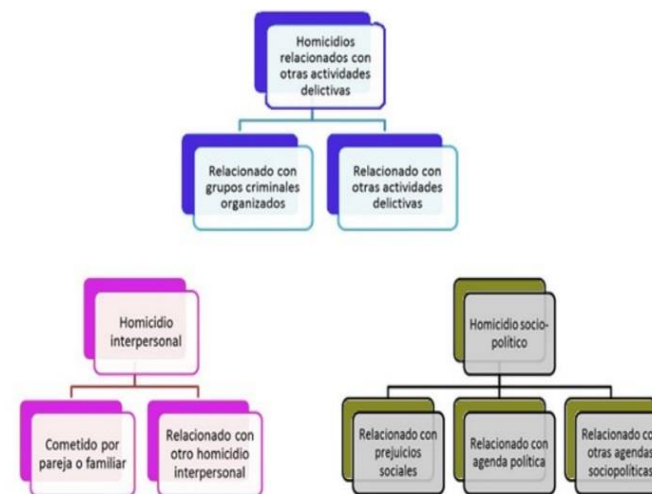 Homicidios
relacionados con
otras actividades
delictivas
Relacionado con
grupos criminales
organizados
Relacionado con
otras actividades
delictivas
Homicidio
interpersonal
Cometido por
pareja o familiar
Relacionado con
otro homicidio
interpersonal
Homicidio socio-
político
Relacionado con
prejuicios
sociales
Relacionado con
agenda política
Relacionado con
otras agendas
sociopolíticas